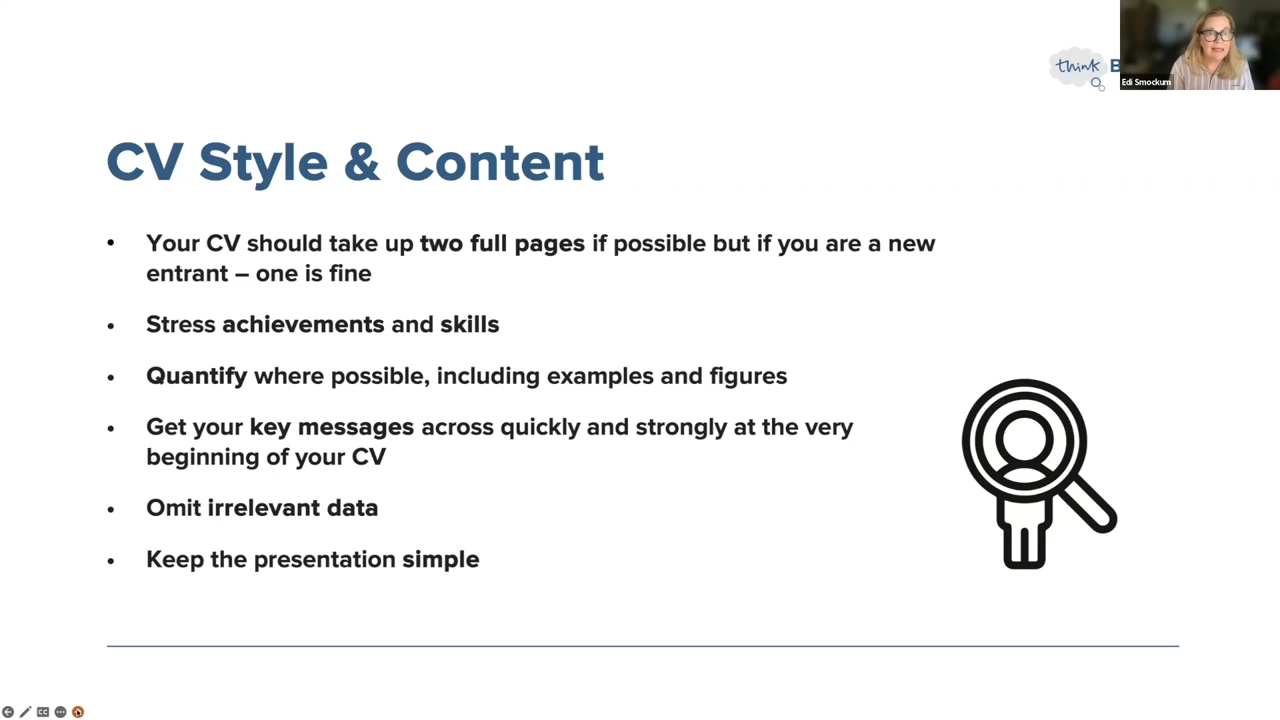 think B
Edi Smockum
CV Style & Content
• Your CV should take up two full pages if possible but if you are a new
entrant – one is fine
• Stress achievements and skills
• Quantify where possible, including examples and figures
• Get your key messages across quickly and strongly at the very
beginning of your CV
• Omit irrelevant data
• Keep the presentation simple
CC